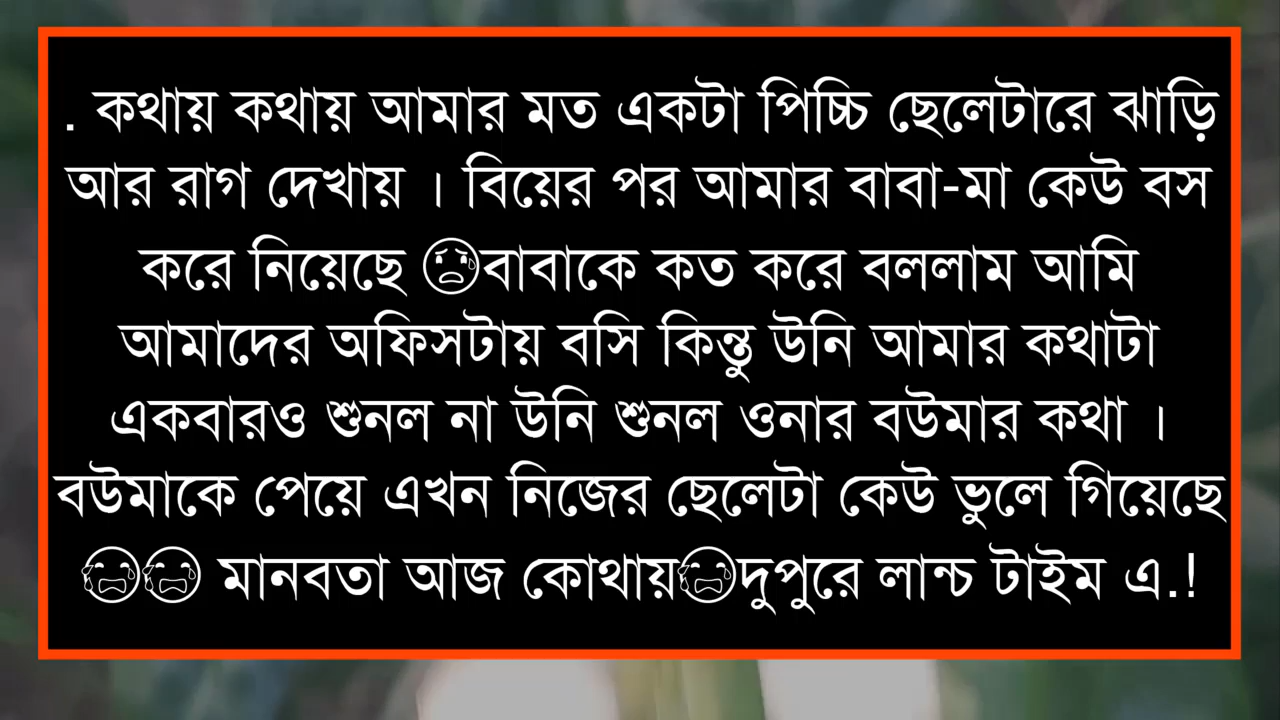 . কথায় কথায় আমার মত একটা পিচ্চি ছেলেটারে ঝাড়ি
আর রাগ দেখায় । বিয়ের পর আমার বাবা-মা কেউ বস
করে নিয়েছে 😥বাবাকে কত করে বললাম আমি
আমাদের অফিসটায় বসি কিন্তু উনি আমার কথাটা
একবারও শুনল না উনি শুনল ওনার বউমার কথা ।
বউমাকে পেয়ে এখন নিজের ছেলেটা কেউ ভুলে গিয়েছে
😭😭 মানবতা আজ কোথায়😭দুপুরে লান্চ টাইম এ.!